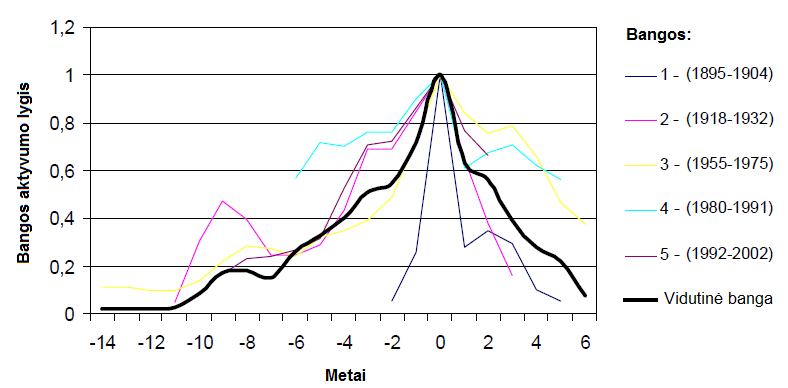 1,2
1
0,8
0,6
0,4
0,2
0
Bangos aktyvumo lygis
-14 -12 -10 -8 -6 -4 -2 0 2 4 6
Metai
Bangos:
1 - (1895-1904)
2 - (1918-1932)
3 - (1955-1975)
4 - (1980-1991)
5 - (1992-2002)
Vidutinė banga